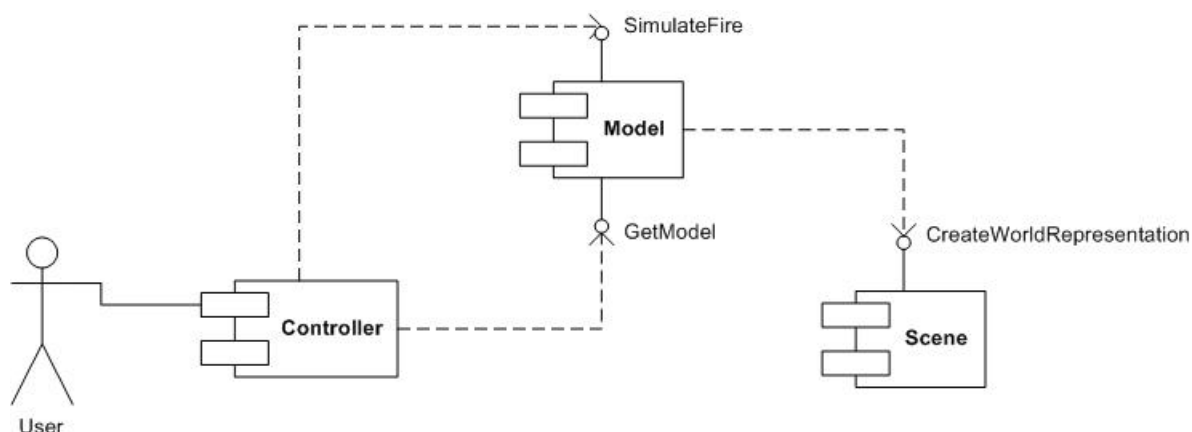 SimulateFire
Model
GetModel
CreateWorldRepresentation
Controller
Scene
User